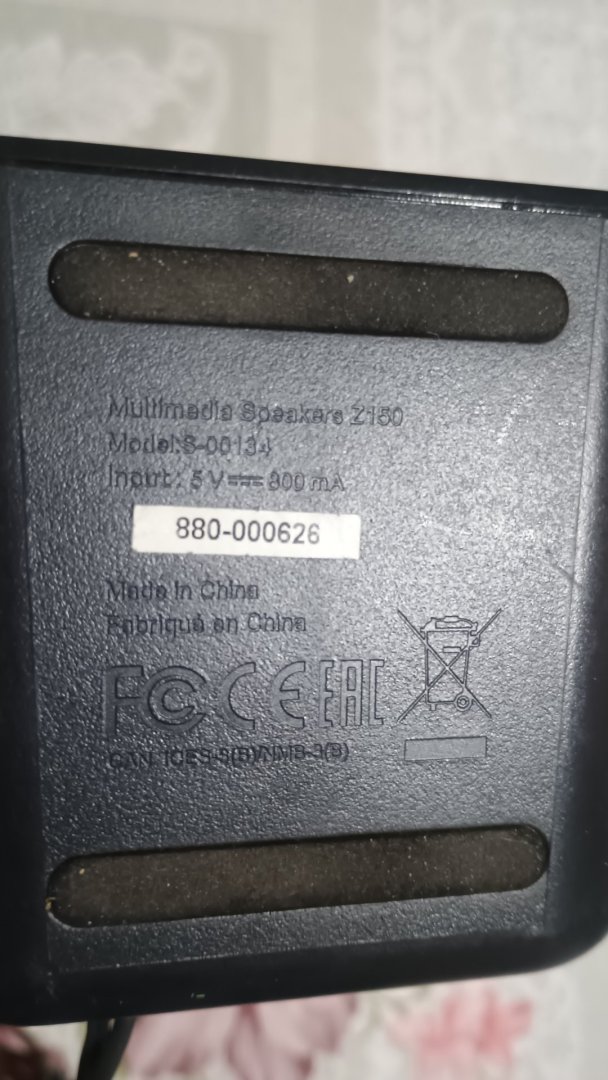 Multimedia Speakers Z150
Model:S-00134
Input: 5 V⎓800 mA
880-000626
Made in China
Fabriqué en China
FC CE EAC
CAN ICES-3(B)/NMB-3(B)